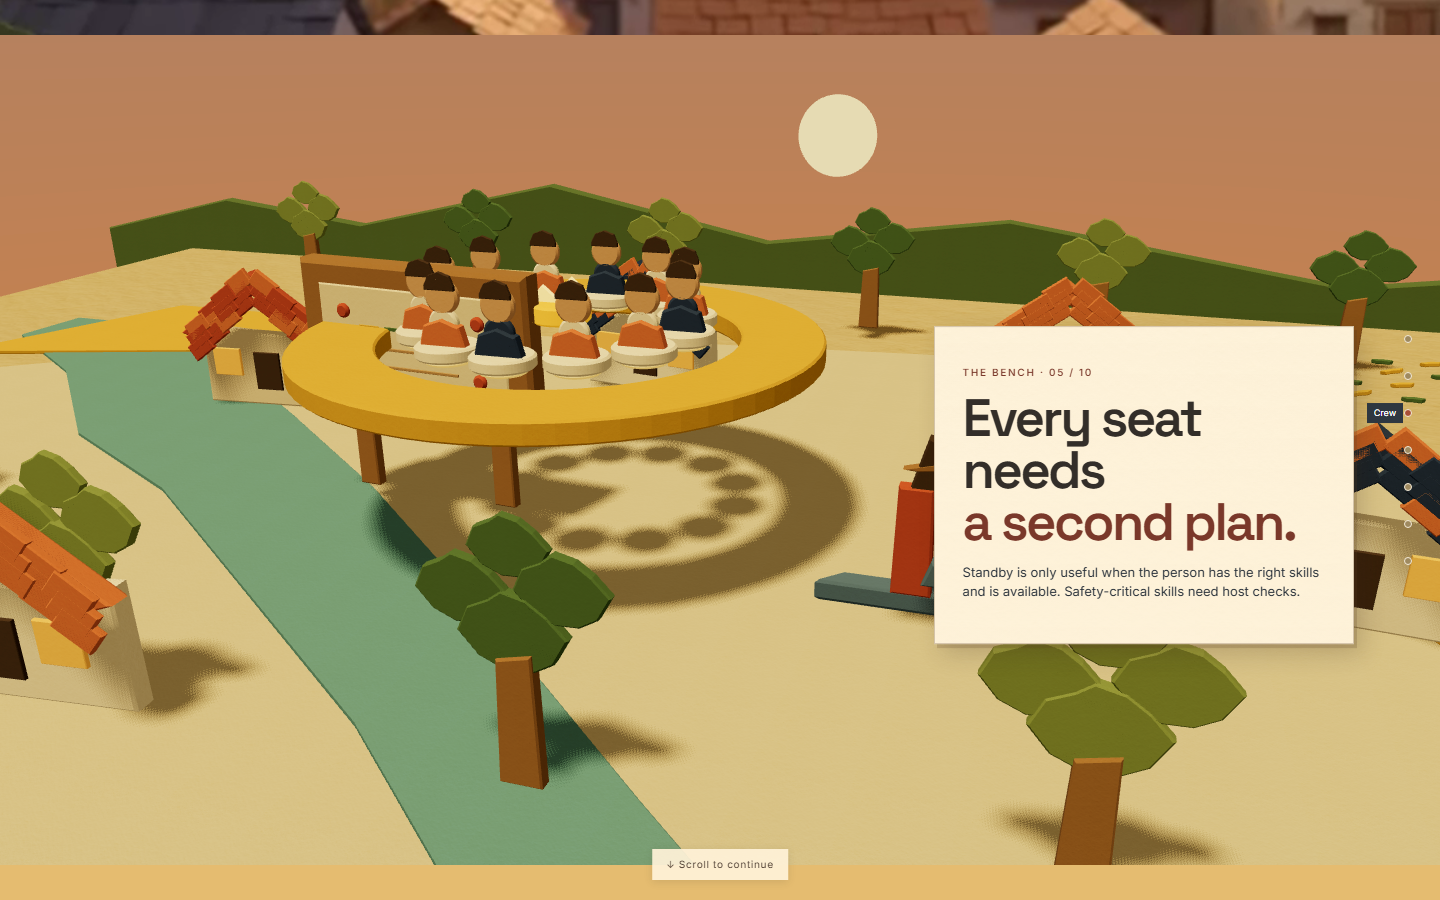 THE BENCH · 05 / 10
Every seat
needs
a second plan.
Standby is only useful when the person has the right skills
and is available. Safety-critical skills need host checks.
Crew
↓ Scroll to continue